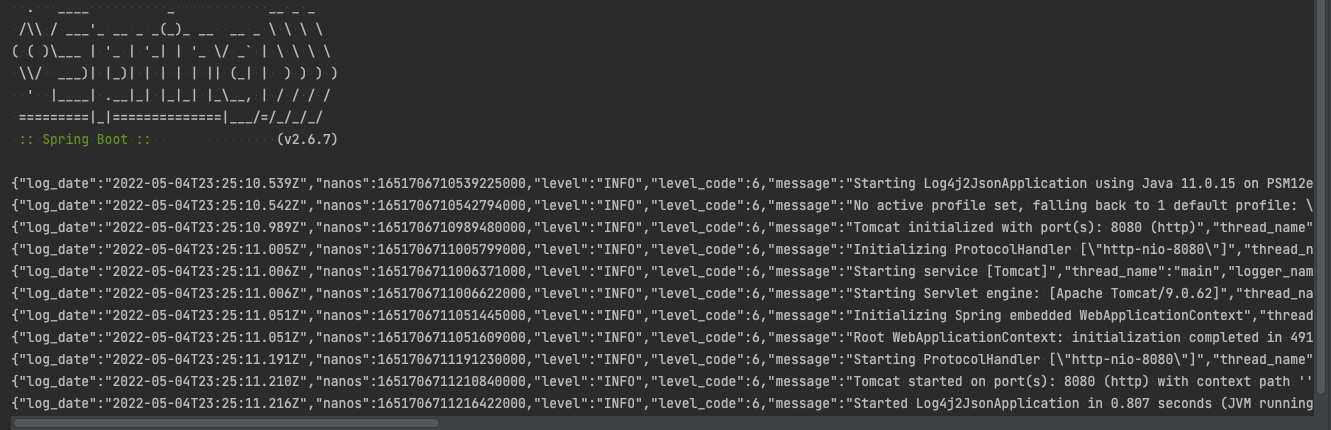 .   ____          _            __ _ _
 /\\ / ___'_ __ _ _(_)_ __  __ _ \ \ \ \
( ( )\___ | '_ | '_| | '_ \/ _` | \ \ \ \
 \\/  ___)| |_)| | | | | || (_| |  ) ) ) )
  '  |____| .__|_| |_|_| |_\__, | / / / /
 =========|_|==============|___/=/_/_/_/
 :: Spring Boot ::                (v2.6.7)
{"log_date":"2022-05-04T23:25:10.539Z","nanos":1651706710539225000,"level":"INFO","level_code":6,"message":"Starting Log4j2JsonApplication using Java 11.0.15 on PSM12e
{"log_date":"2022-05-04T23:25:10.542Z","nanos":1651706710542794000,"level":"INFO","level_code":6,"message":"No active profile set, falling back to 1 default profile: \
{"log_date":"2022-05-04T23:25:10.989Z","nanos":1651706710989480000,"level":"INFO","level_code":6,"message":"Tomcat initialized with port(s): 8080 (http)","thread_name"
{"log_date":"2022-05-04T23:25:11.005Z","nanos":1651706711005799000,"level":"INFO","level_code":6,"message":"Initializing ProtocolHandler [\"http-nio-8080\"]","thread_n
{"log_date":"2022-05-04T23:25:11.006Z","nanos":1651706711006371000,"level":"INFO","level_code":6,"message":"Starting service [Tomcat]","thread_name":"main","logger_nam
{"log_date":"2022-05-04T23:25:11.006Z","nanos":1651706711006622000,"level":"INFO","level_code":6,"message":"Starting Servlet engine: [Apache Tomcat/9.0.62]","thread_na
{"log_date":"2022-05-04T23:25:11.051Z","nanos":1651706711051445000,"level":"INFO","level_code":6,"message":"Initializing Spring embedded WebApplicationContext","thread
{"log_date":"2022-05-04T23:25:11.051Z","nanos":1651706711051609000,"level":"INFO","level_code":6,"message":"Root WebApplicationContext: initialization completed in 491
{"log_date":"2022-05-04T23:25:11.191Z","nanos":1651706711191230000,"level":"INFO","level_code":6,"message":"Starting ProtocolHandler [\"http-nio-8080\"]","thread_name"
{"log_date":"2022-05-04T23:25:11.210Z","nanos":1651706711210840000,"level":"INFO","level_code":6,"message":"Tomcat started on port(s): 8080 (http) with context path ''
{"log_date":"2022-05-04T23:25:11.216Z","nanos":1651706711216422000,"level":"INFO","level_code":6,"message":"Started Log4j2JsonApplication in 0.807 seconds (JVM running